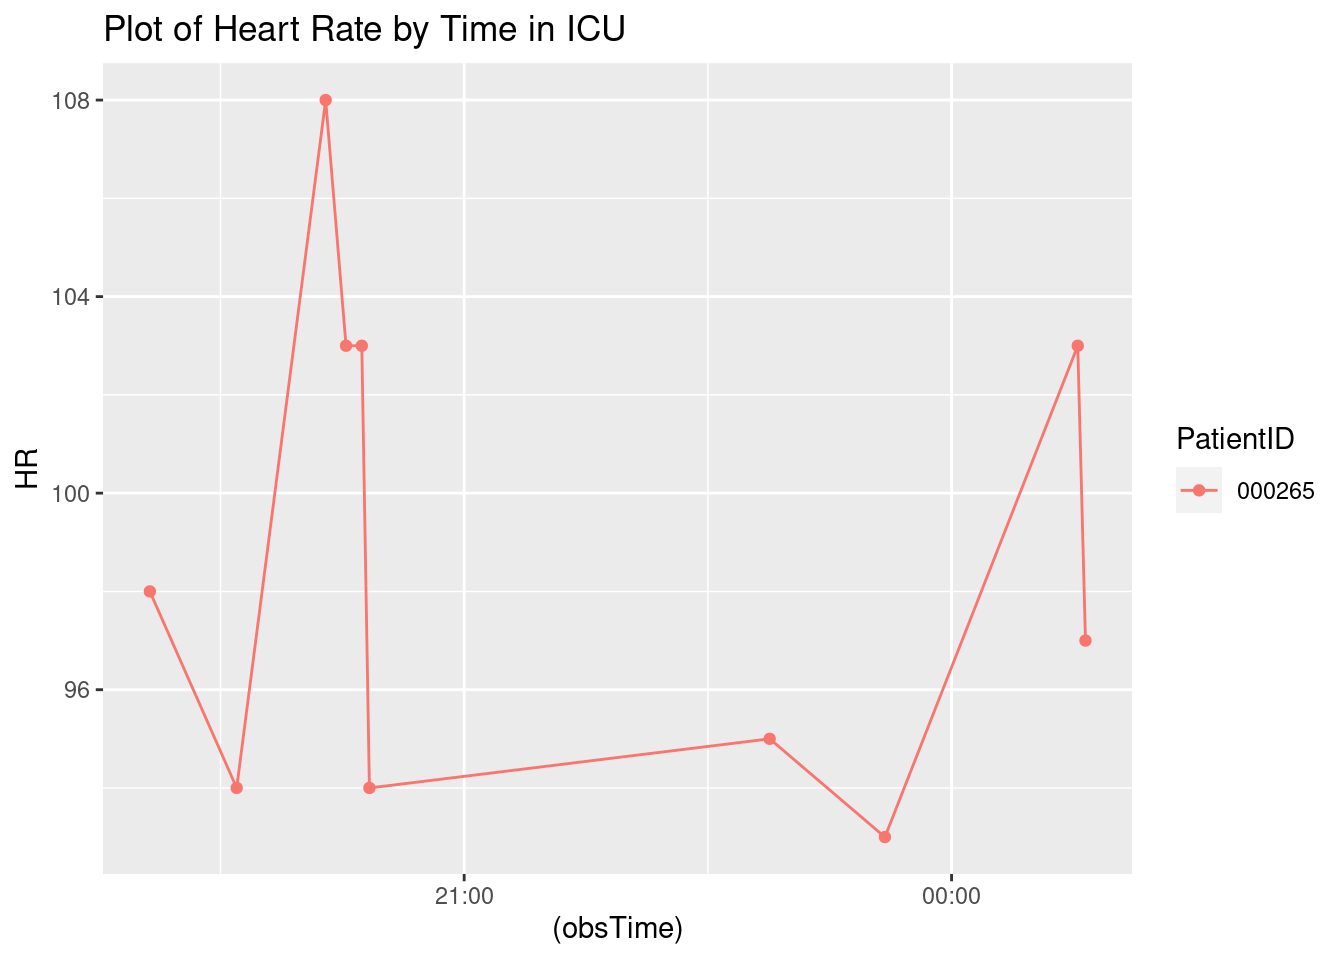 Plot of Heart Rate by Time in ICU
108
104
100
96
HR
21:00
00:00
(obsTime)
PatientID
000265